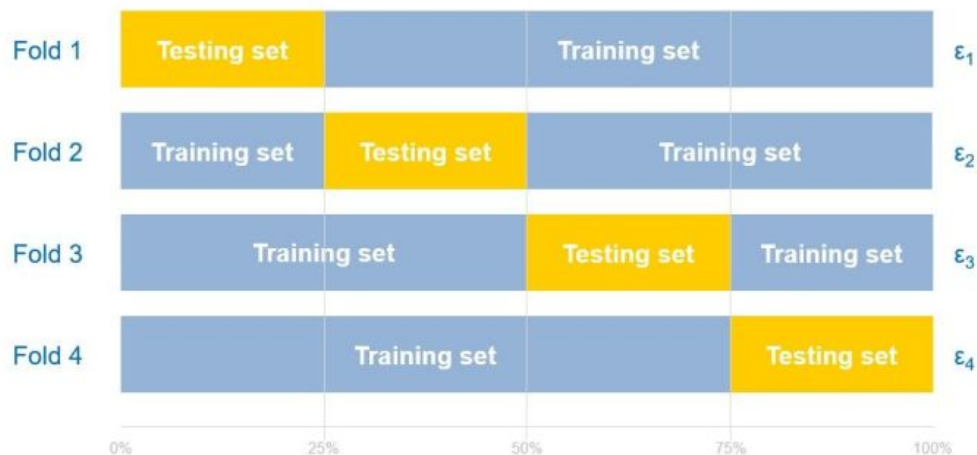 Fold 1 Testing set Training set ε₁
Fold 2 Training set Testing set Training set ε₂
Fold 3 Training set Testing set Training set ε₃
Fold 4 Training set Testing set ε₄
0% 25% 50% 75% 100%